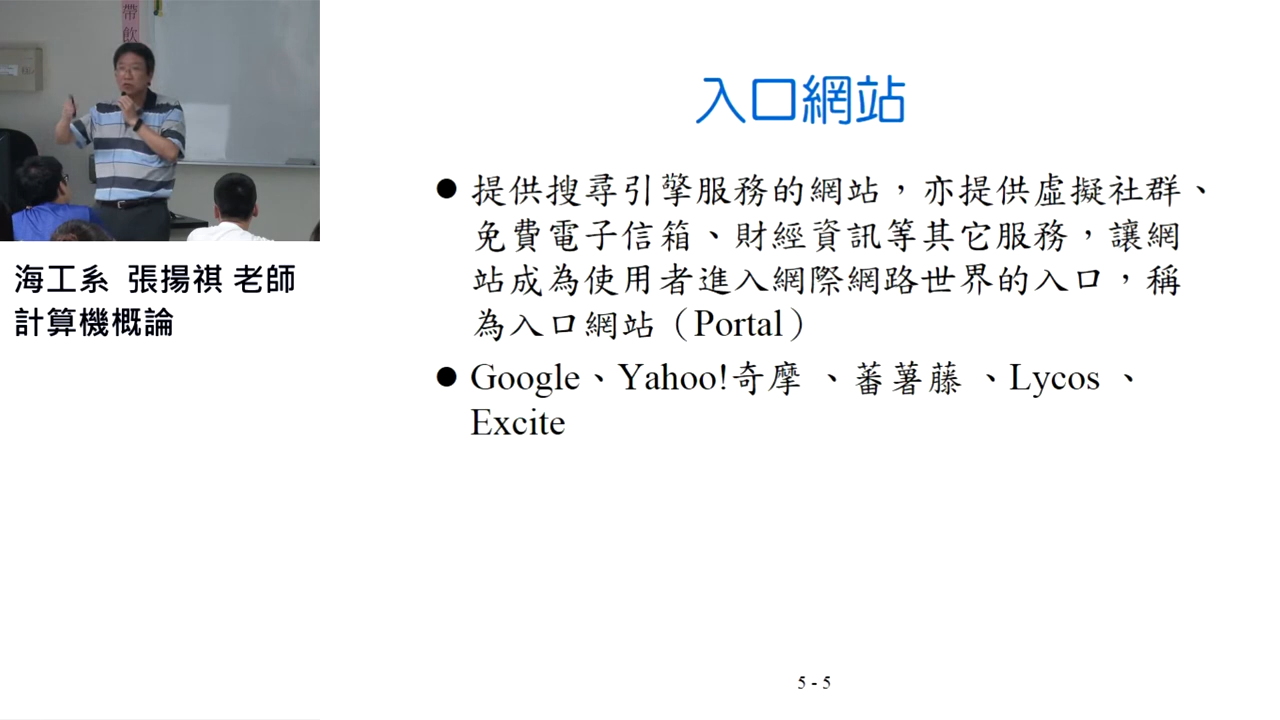 帶
飲
海工系 張揚祺 老師
計算機概論
入口網站
● 提供搜尋引擎服務的網站，亦提供虛擬社群、
免費電子信箱、財經資訊等其它服務，讓網
站成為使用者進入網際網路世界的入口，稱
為入口網站（Portal）
● Google、Yahoo!奇摩 、蕃薯藤 、Lycos 、
Excite
5 - 5